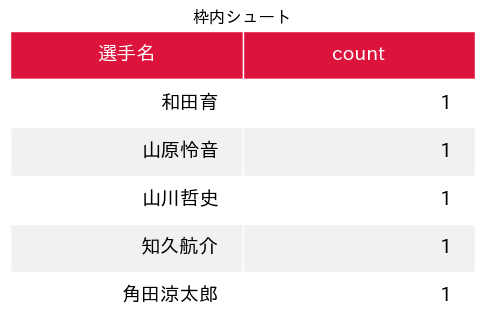 枠内シュート
選手名 count
和田育 1
山原怜音 1
山川哲史 1
知久航介 1
角田涼太郎 1